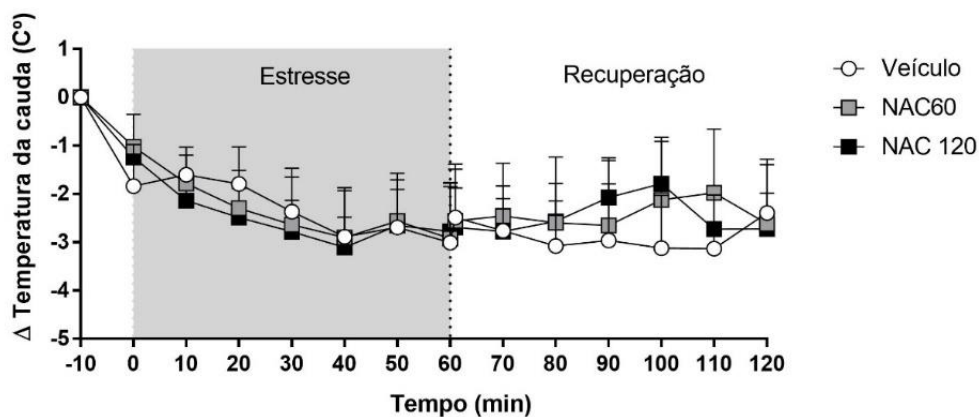 Δ Temperatura da cauda (Cº)
1
0
-1
-2
-3
-4
-5
Estresse
Recuperação
Veículo
NAC60
NAC 120
-10 0 10 20 30 40 50 60 70 80 90 100 110 120
Tempo (min)